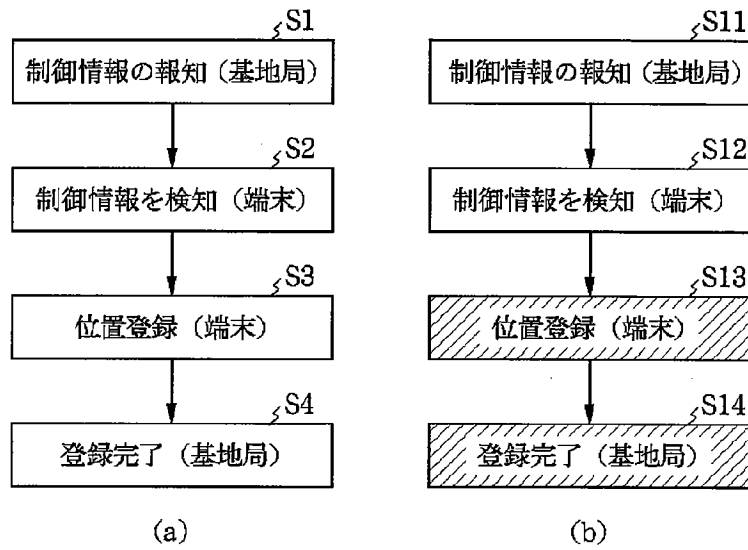 S1
制御情報の報知（基地局）
S2
制御情報を検知（端末）
S3
位置登録（端末）
S4
登録完了（基地局）
(a)
S11
制御情報の報知（基地局）
S12
制御情報を検知（端末）
S13
位置登録（端末）
S14
登録完了（基地局）
(b)